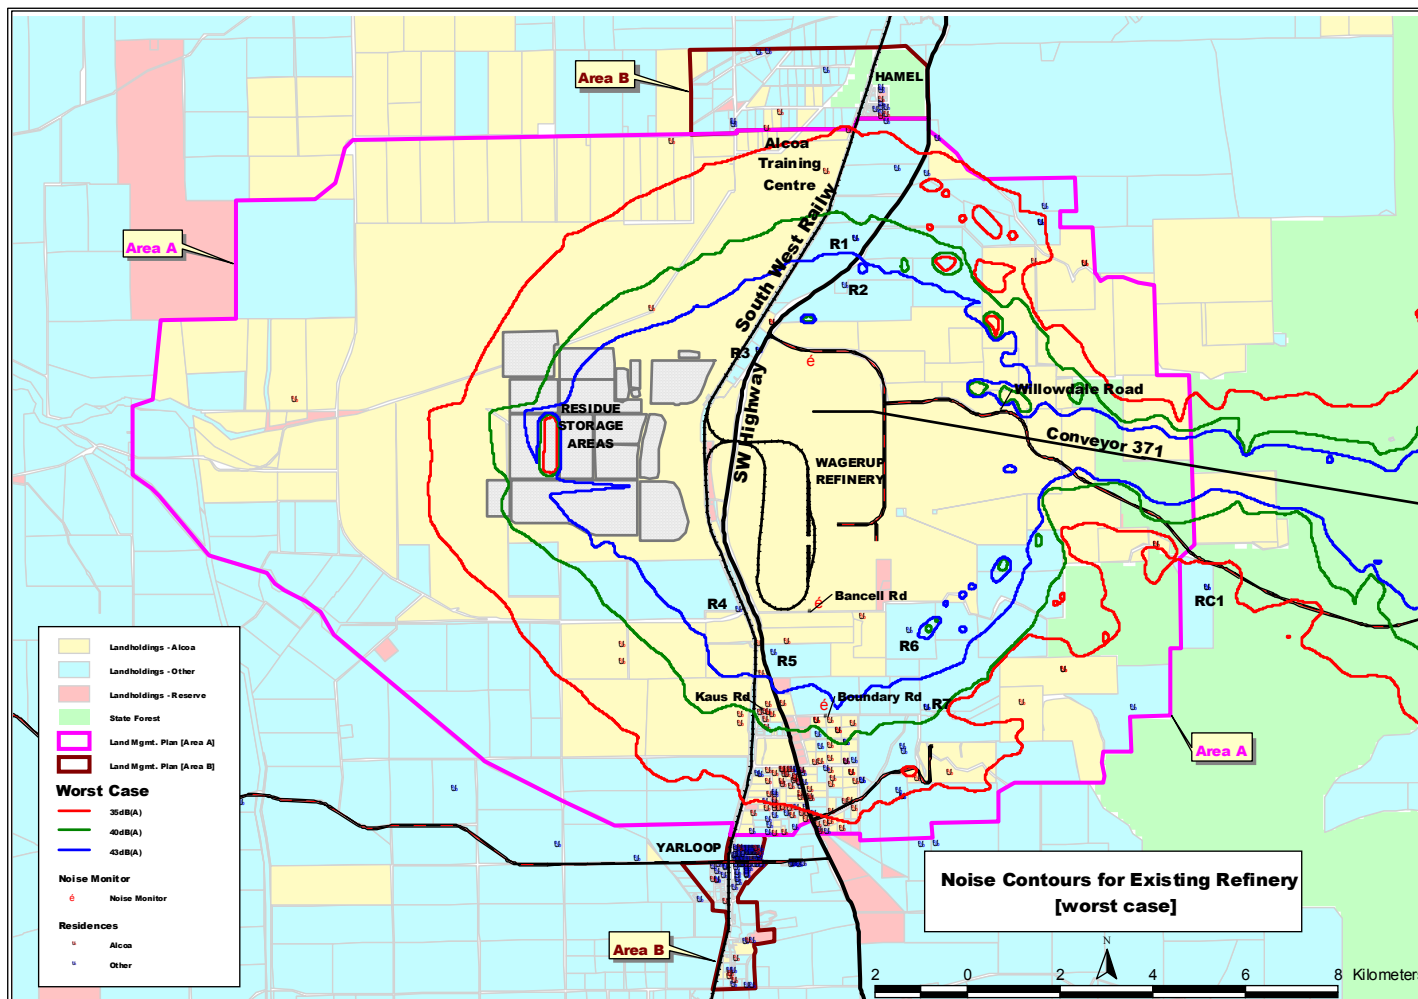 Area B
HAMEL
Alcoa
Training
Centre
Area A
South West Railw
R1
R2
R3
é
Willowdale Road
RESIDUE
STORAGE
AREAS
SW Highway
Conveyor 371
WAGERUP
REFINERY
R4
é
Bancell Rd
RC1
R6
R5
Kaus Rd
é
Boundary Rd
R7
Area A
Landholdings - Alcoa
Landholdings - Other
Landholdings - Reserve
State Forest
Land Mgmt. Plan [Area A]
Land Mgmt. Plan [Area B]
Worst Case
35dB(A)
40dB(A)
43dB(A)
Noise Monitor
é Noise Monitor
Residences
Alcoa
Other
YARLOOP
Area B
Noise Contours for Existing Refinery
[worst case]
N
2 0 2 4 6 8 Kilometers